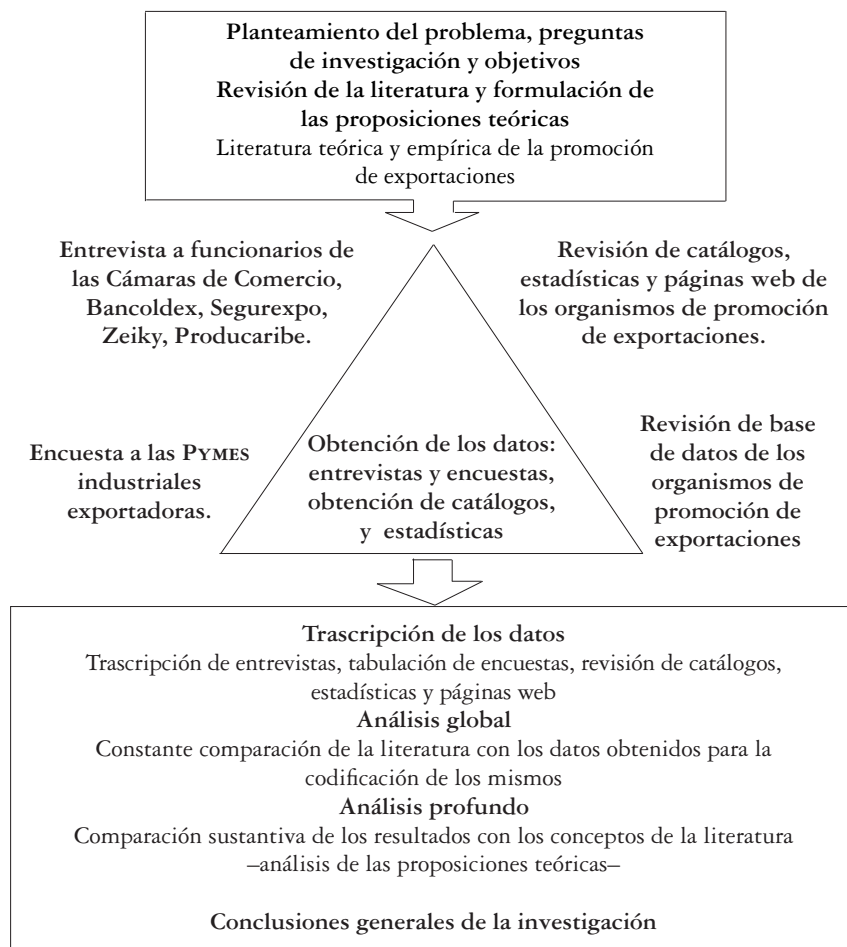 Planteamiento del problema, preguntas
de investigación y objetivos
Revisión de la literatura y formulación de
las proposiciones teóricas
Literatura teórica y empírica de la promoción
de exportaciones
Entrevista a funcionarios de
las Cámaras de Comercio,
Bancoldex, Segurexpo,
Zeiky, Producaribe.
Revisión de catálogos,
estadísticas y páginas web de
los organismos de promoción
de exportaciones.
Encuesta a las PYMES
industriales
exportadoras.
Obtención de los datos:
entrevistas y encuestas,
obtención de catálogos,
y estadísticas
Revisión de base
de datos de los
organismos de
promoción de
exportaciones
Trascripción de los datos
Trascripción de entrevistas, tabulación de encuestas, revisión de catálogos,
estadísticas y páginas web
Análisis global
Constante comparación de la literatura con los datos obtenidos para la
codificación de los mismos
Análisis profundo
Comparación sustantiva de los resultados con los conceptos de la literatura
–análisis de las proposiciones teóricas–
Conclusiones generales de la investigación